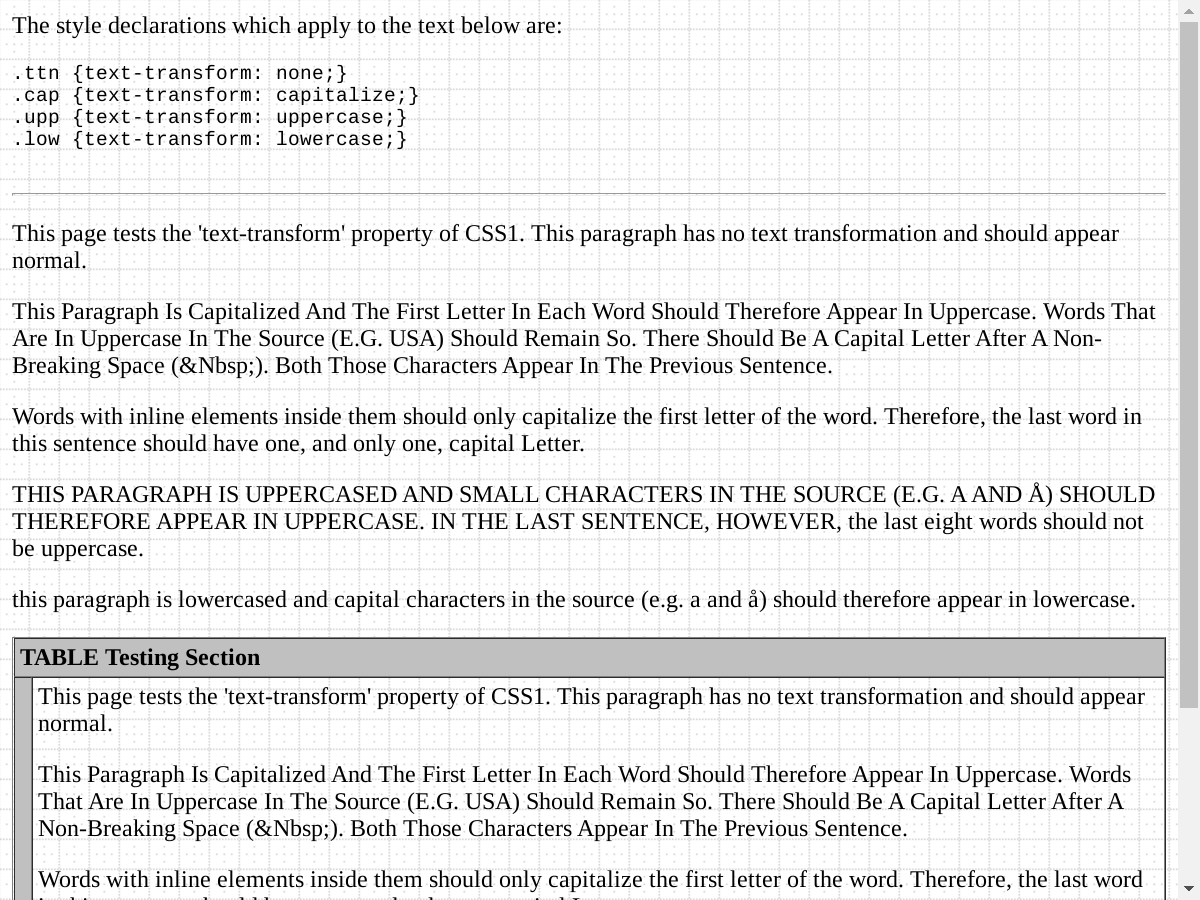 The style declarations which apply to the text below are:
.ttn {text-transform: none;}
.cap {text-transform: capitalize;}
.upp {text-transform: uppercase;}
.low {text-transform: lowercase;}
This page tests the 'text-transform' property of CSS1. This paragraph has no text transformation and should appear
normal.
This Paragraph Is Capitalized And The First Letter In Each Word Should Therefore Appear In Uppercase. Words That
Are In Uppercase In The Source (E.G. USA) Should Remain So. There Should Be A Capital Letter After A Non-
Breaking Space (&Nbsp;). Both Those Characters Appear In The Previous Sentence.
Words with inline elements inside them should only capitalize the first letter of the word. Therefore, the last word in
this sentence should have one, and only one, capital Letter.
THIS PARAGRAPH IS UPPERCASED AND SMALL CHARACTERS IN THE SOURCE (E.G. A AND Å) SHOULD
THEREFORE APPEAR IN UPPERCASE. IN THE LAST SENTENCE, HOWEVER, the last eight words should not
be uppercase.
this paragraph is lowercased and capital characters in the source (e.g. a and å) should therefore appear in lowercase.
TABLE Testing Section
This page tests the 'text-transform' property of CSS1. This paragraph has no text transformation and should appear
normal.
This Paragraph Is Capitalized And The First Letter In Each Word Should Therefore Appear In Uppercase. Words
That Are In Uppercase In The Source (E.G. USA) Should Remain So. There Should Be A Capital Letter After A
Non-Breaking Space (&Nbsp;). Both Those Characters Appear In The Previous Sentence.
Words with inline elements inside them should only capitalize the first letter of the word. Therefore, the last word